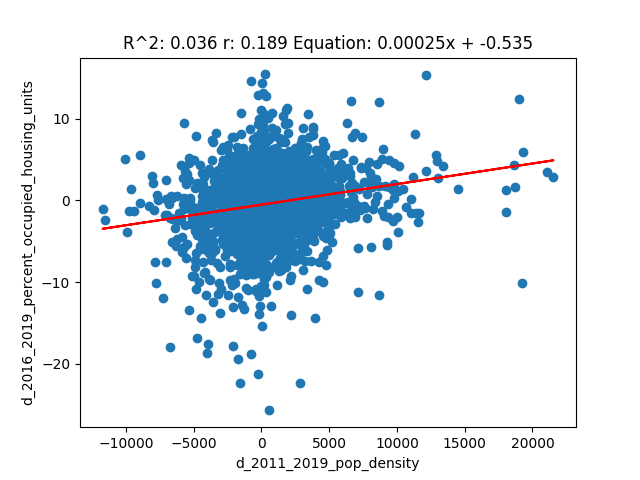 R^2: 0.036 r: 0.189 Equation: 0.00025x + -0.535
d_2016_2019_percent_occupied_housing_units
10
0
−10
−20
−10000 −5000 0 5000 10000 15000 20000
d_2011_2019_pop_density